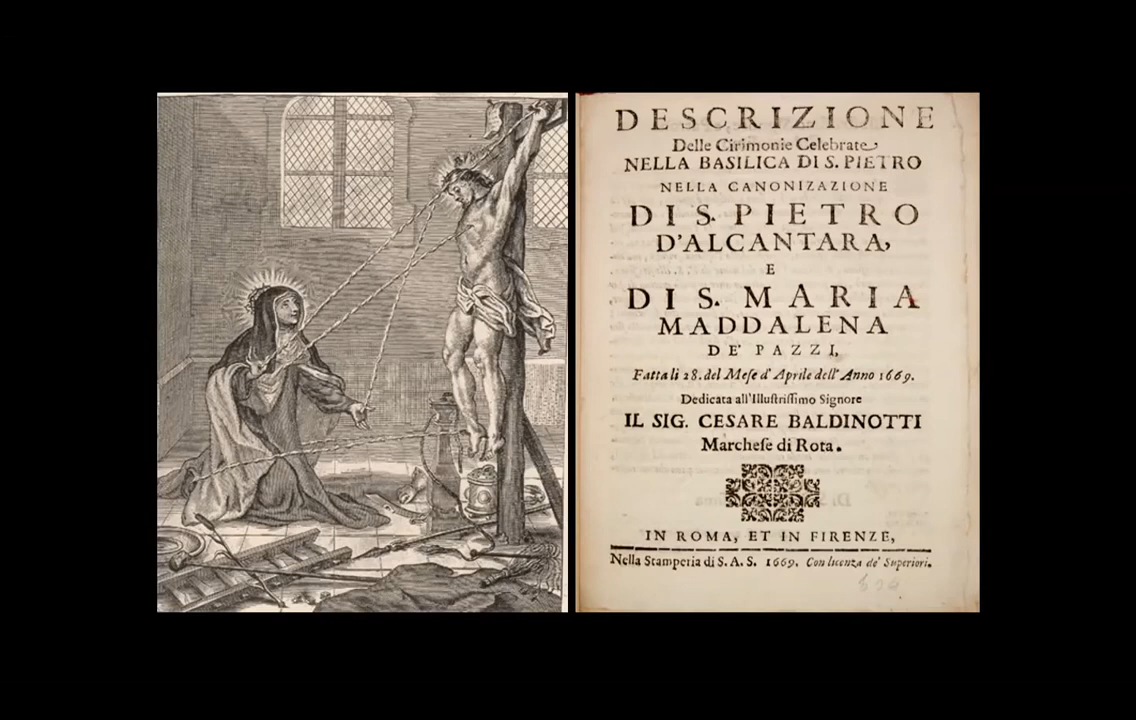 DESCRIZIONE
Delle Cirimonie Celebrate
NELLA BASILICA DI S. PIETRO
NELLA CANONIZAZIONE
DI S. PIETRO
D'ALCANTARA,
E
DI S. MARIA
MADDALENA
DE' PAZZI,
Fatta li 28. del Meſe d' Aprile dell' Anno 1669.
Dedicata all'Illuſtriſſimo Signore
IL SIG. CESARE BALDINOTTI
Marcheſe di Rota.
IN ROMA, ET IN FIRENZE,
Nella Stamperia di S. A. S. 1669. Con licenza de' Superiori.